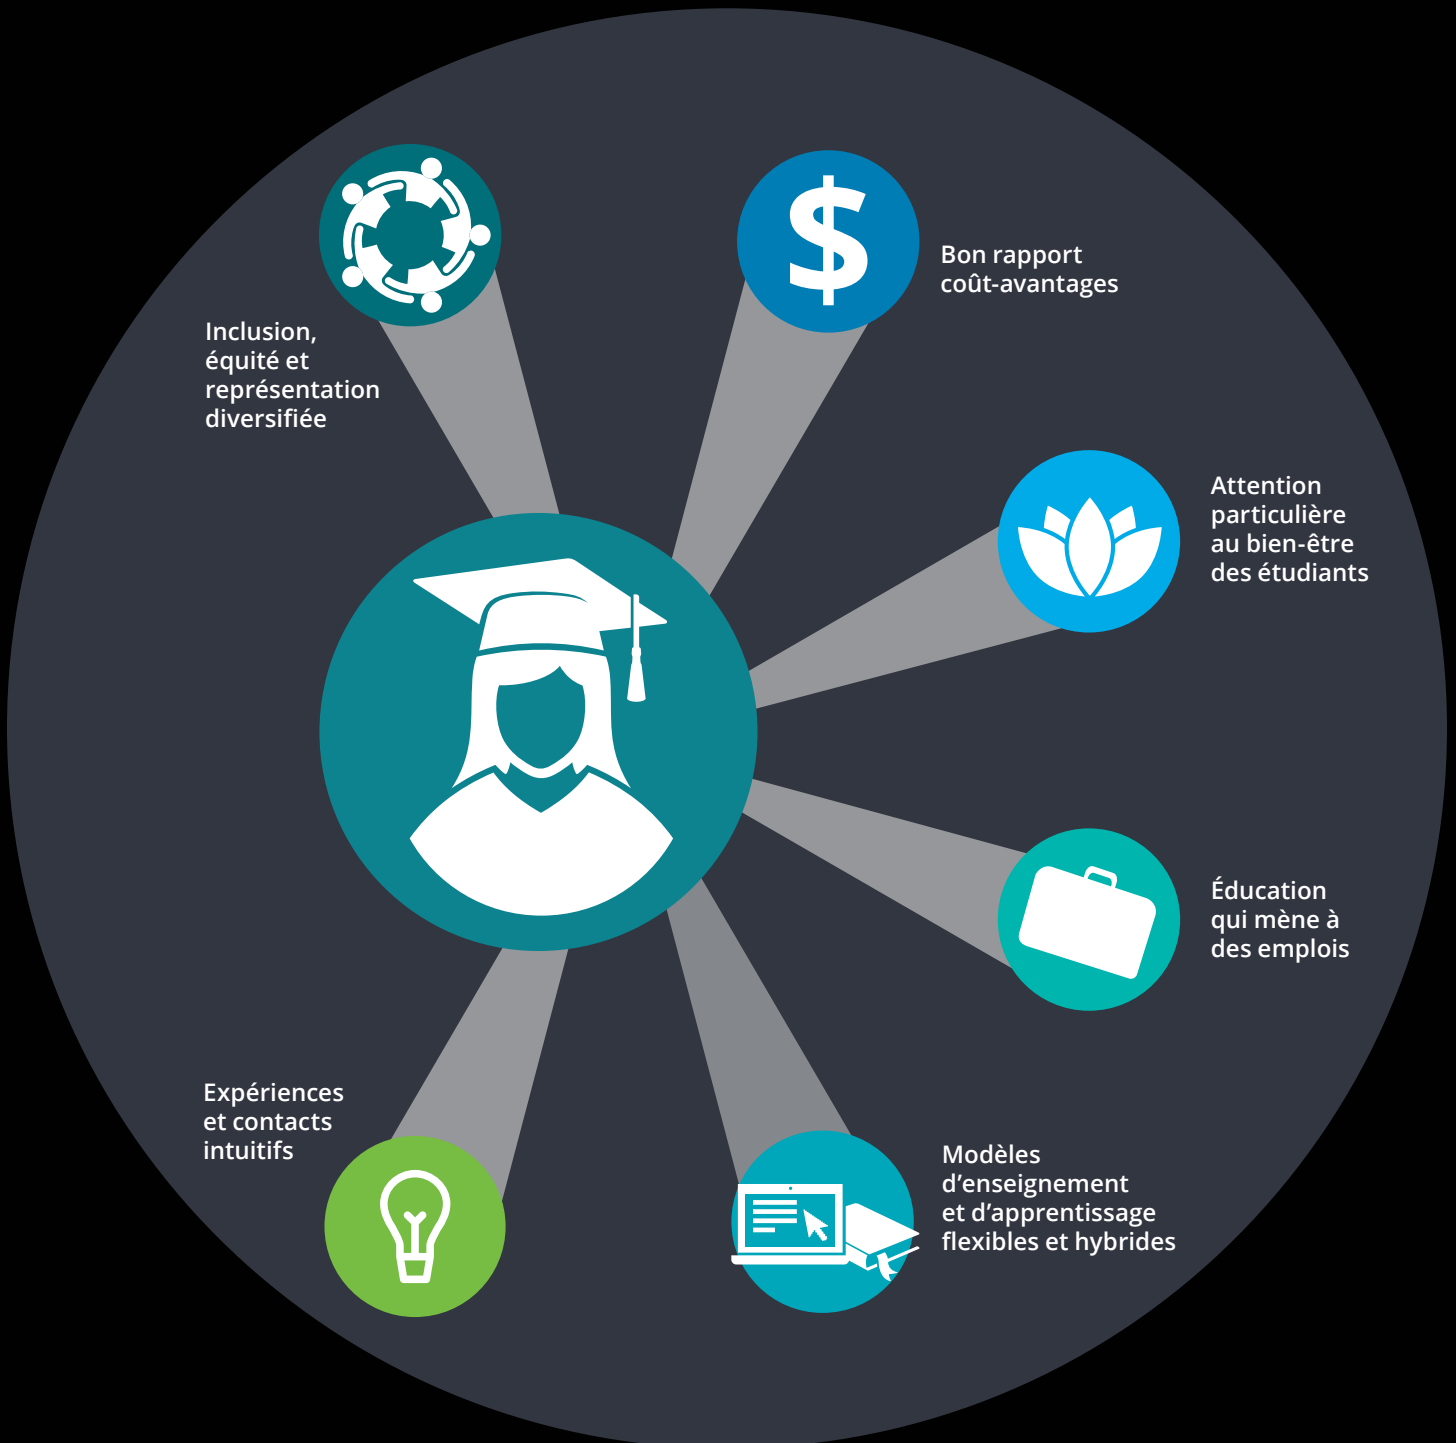 Inclusion,
équité et
représentation
diversifiée
$
Bon rapport
coût-avantages
Attention
particulière
au bien-être
des étudiants
Éducation
qui mène à
des emplois
Modèles
d’enseignement
et d’apprentissage
flexibles et hybrides
Expériences
et contacts
intuitifs